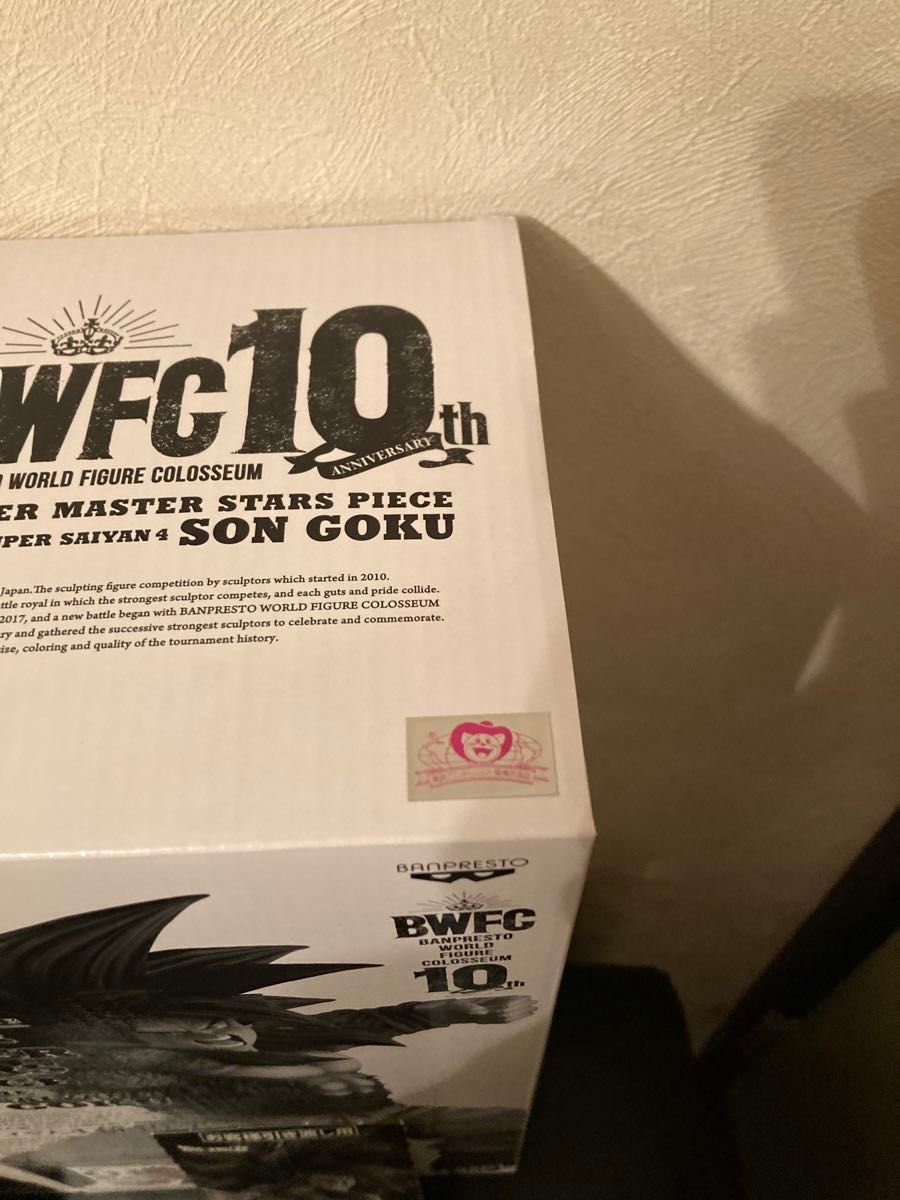 WFC 10th
ANNIVERSARY
WORLD FIGURE COLOSSEUM
ER MASTER STARS PIECE
PER SAIYAN 4 SON GOKU
Japan. The sculpting figure competition by sculptors which started in 2010.
ttle royal in which the strongest sculptor competes, and each guts and pride collide.
2017, and a new battle began with BANPRESTO WORLD FIGURE COLOSSEUM
ry and gathered the successive strongest sculptors to celebrate and commemorate.
ize, coloring and quality of the tournament history.
BANPRESTO
BWFC
BANPRESTO
WORLD
FIGURE
COLOSSEUM
10th